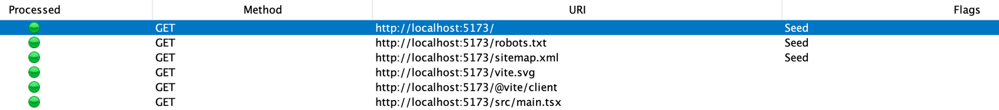 Processed Method URI Flags
GET http://localhost:5173/ Seed
GET http://localhost:5173/robots.txt Seed
GET http://localhost:5173/sitemap.xml Seed
GET http://localhost:5173/vite.svg
GET http://localhost:5173/@vite/client
GET http://localhost:5173/src/main.tsx